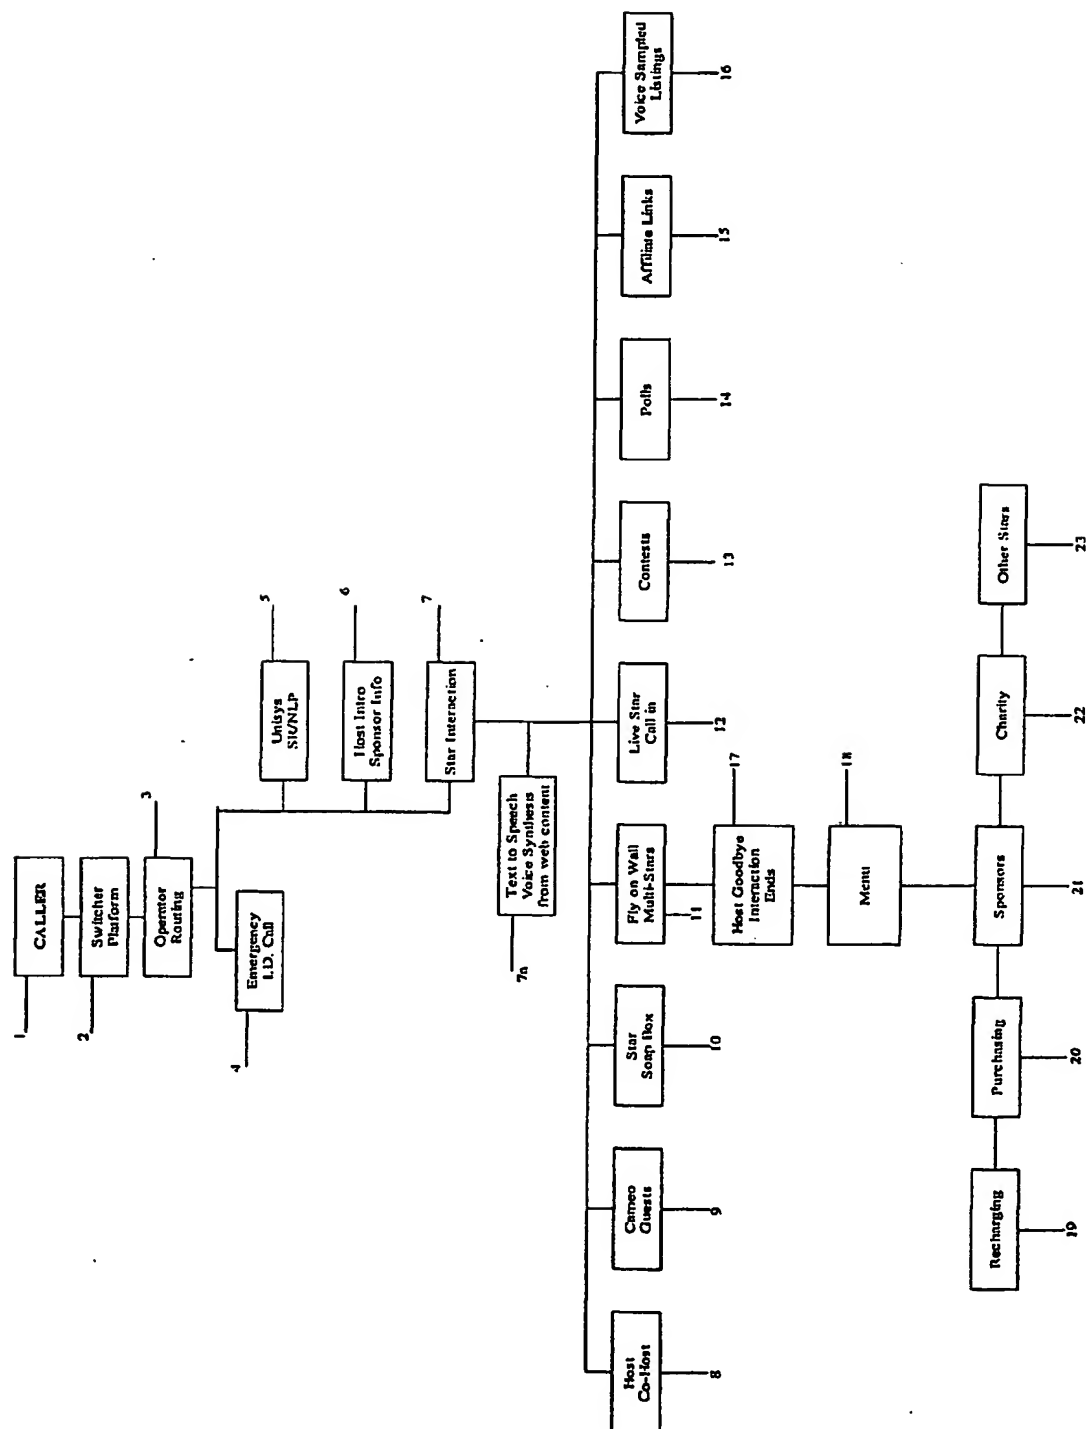 1
CALLER
2
Switcher
Platform
3
Operator
Routing
4
Emergency
I.D. Call
5
Unisys
SR/NLP
6
Host Intro
Sponsor Info
7
Star Interaction
7a
Text to Speech
Voice Synthesis
from web content
Host
Co-Host
8
Cameo
Guests
9
Star
Soap Box
10
Fly on Wall
Multi-Stars
11
Live Star
Call in
12
Contests
13
Polls
14
Affiliate Links
15
Voice Sampled
Listings
16
Host Goodbye
Interaction
Ends
17
Menu
18
Recharging
19
Purchasing
20
Sponsors
21
Charity
22
Other Stars
23